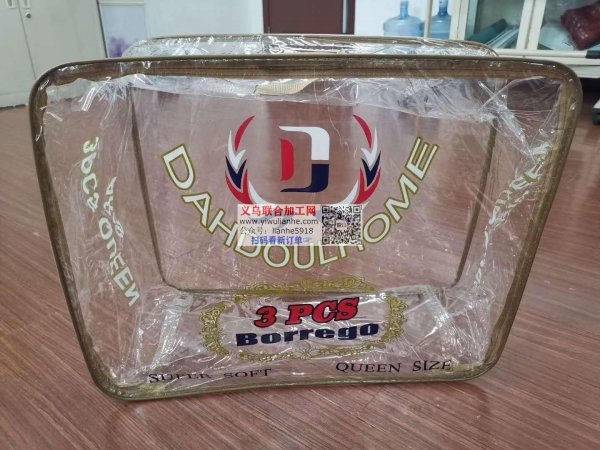 D
DAHDOULHOME
义乌联合加工网
www.yiwulianhe.com
公众号: lianhe5918
扫码看新订单
3 PCS
Borrego
SUPER SOFT
QUEEN SIZE
3PCS QUEEN